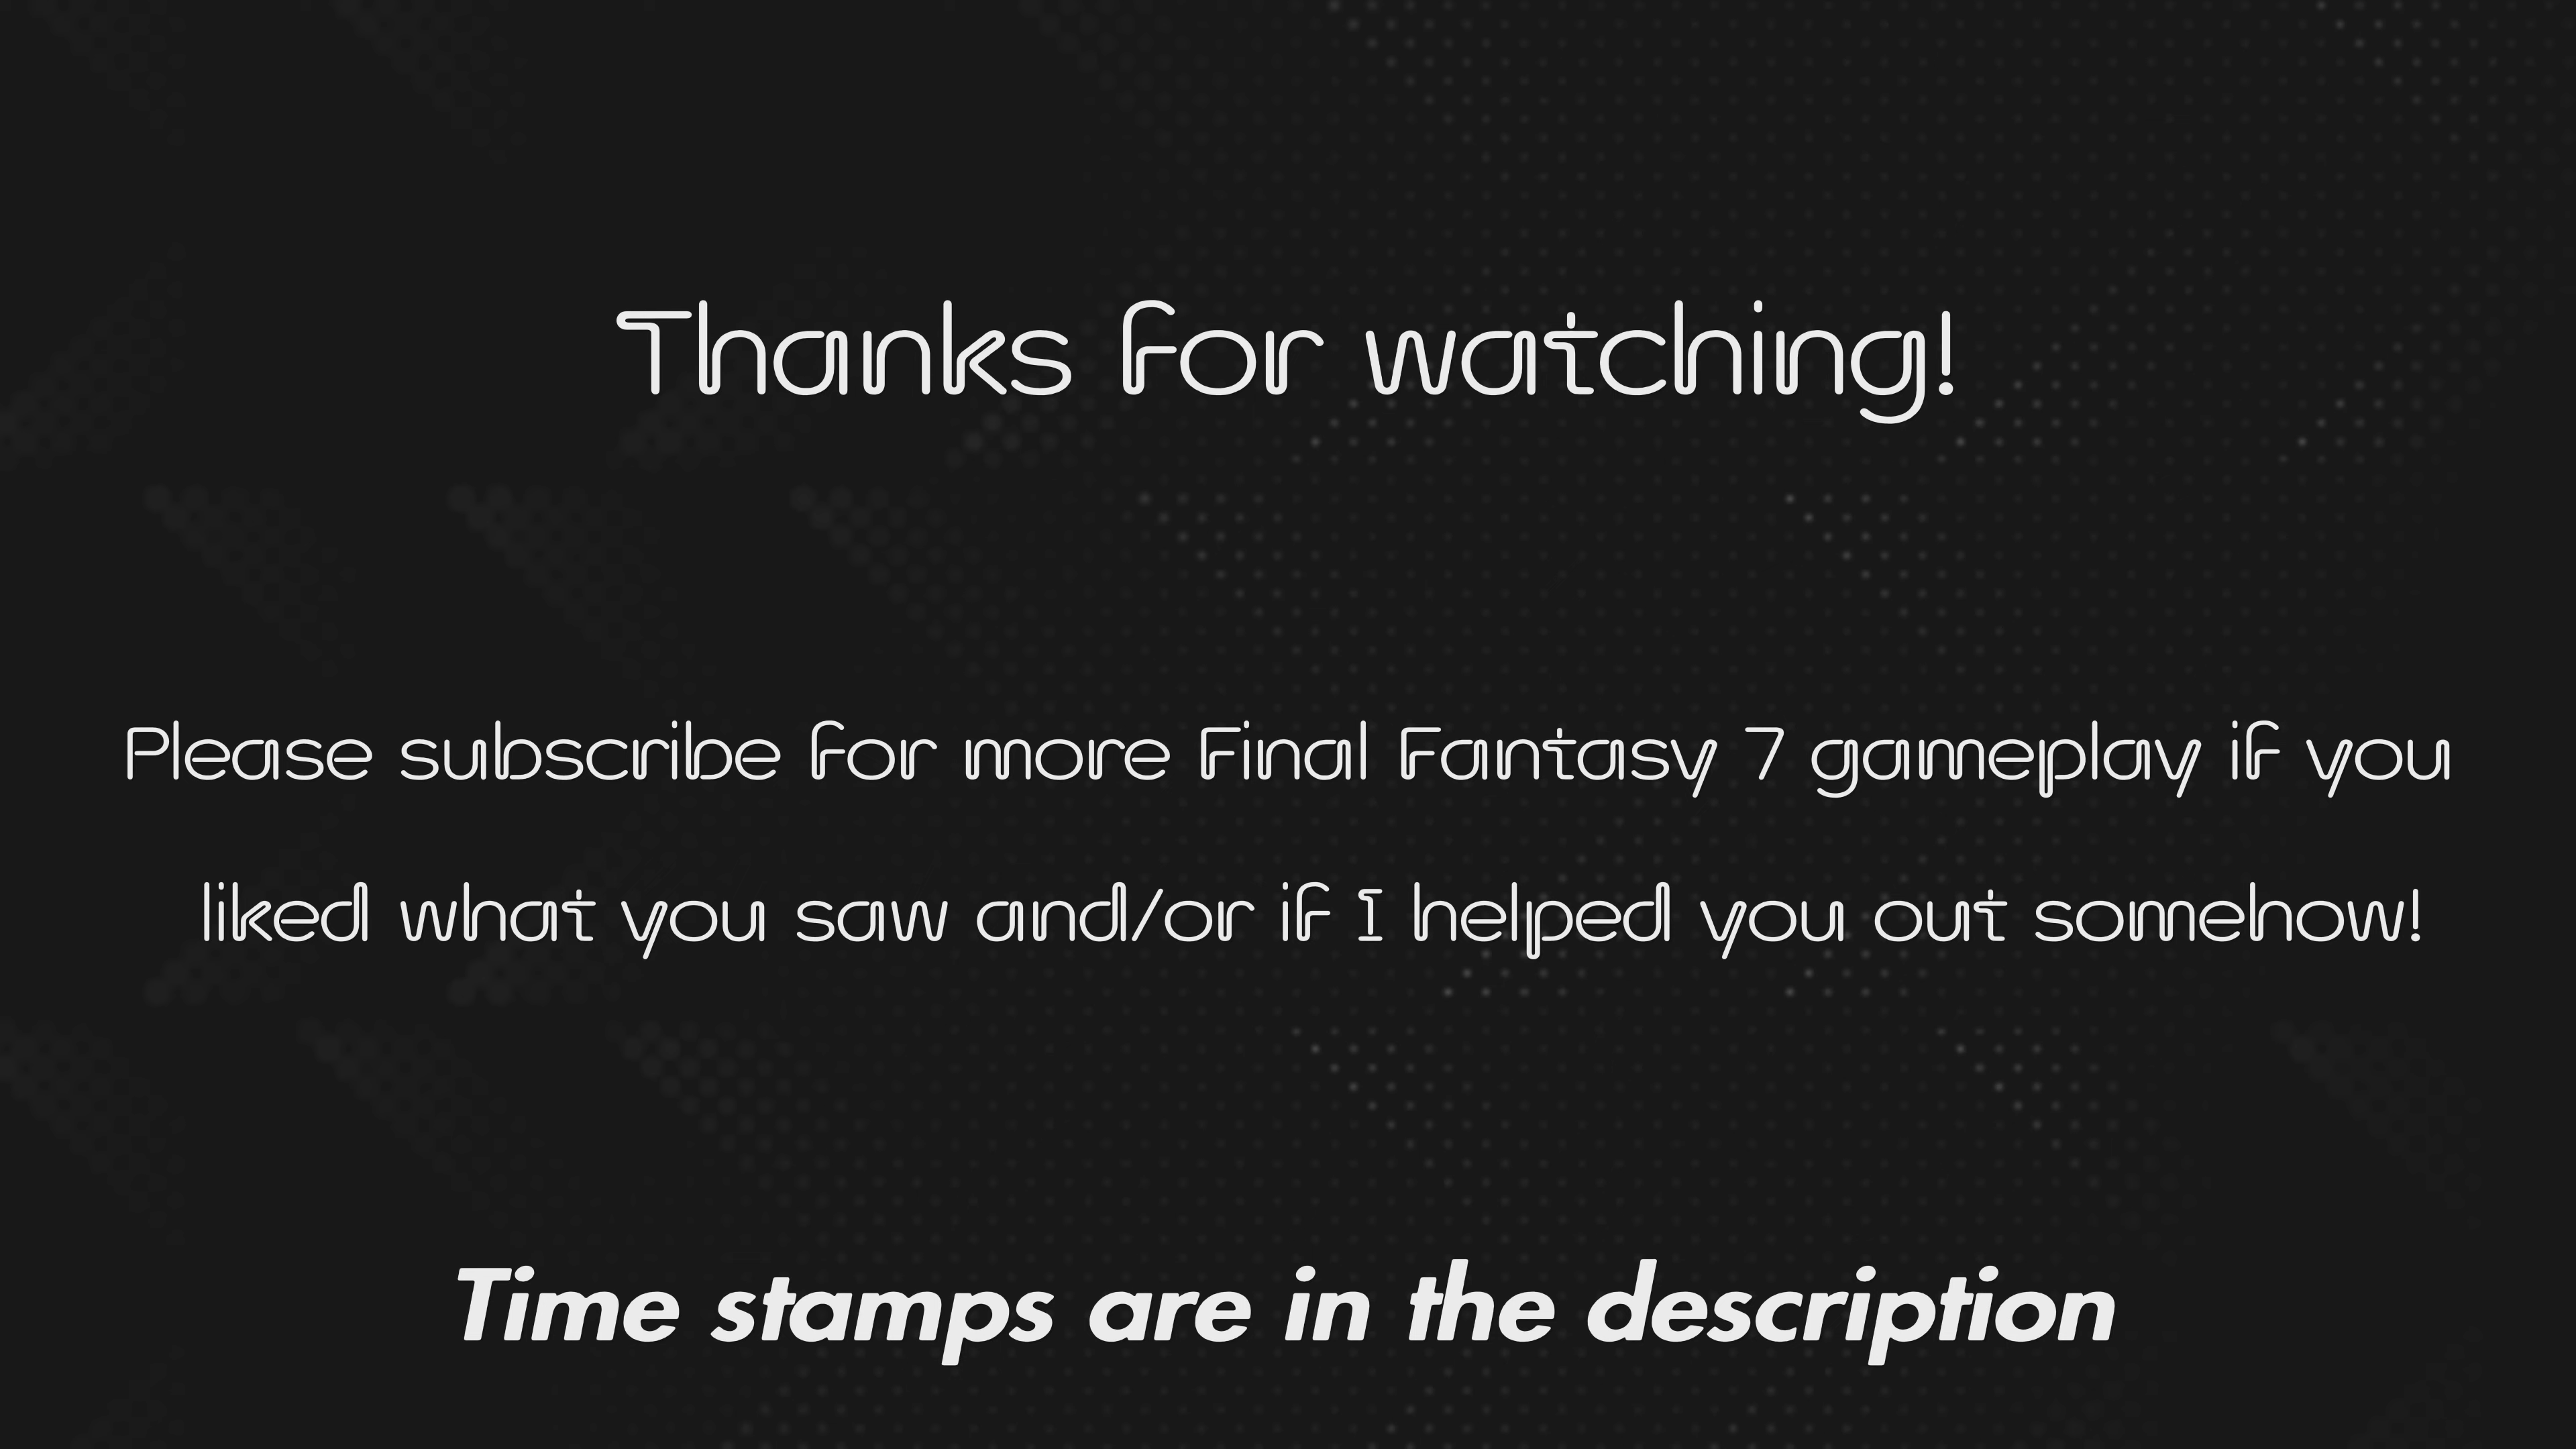 Thanks for watching!
Please subscribe for more Final Fantasy 7 gameplay if you
liked what you saw and/or if I helped you out somehow!
Time stamps are in the description